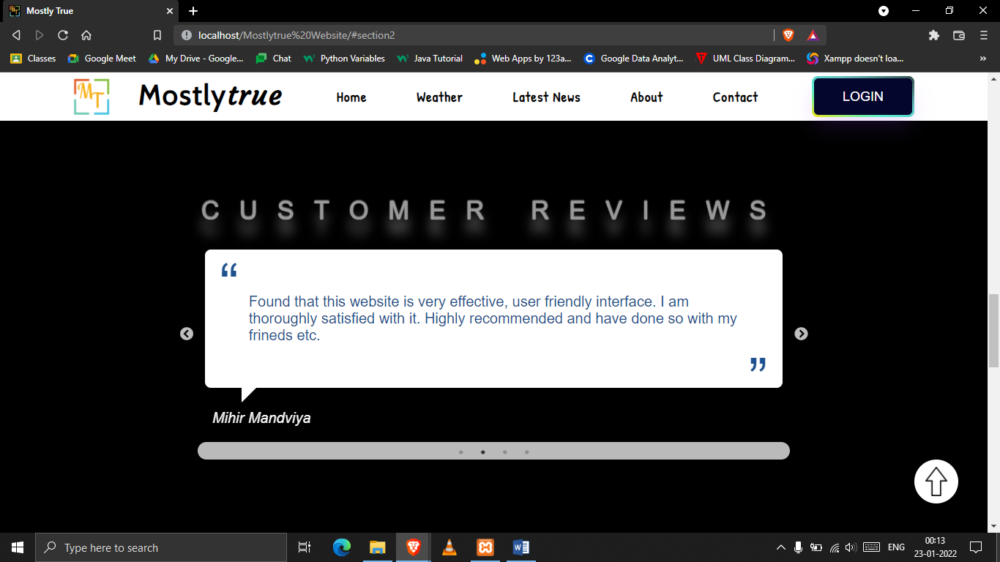 Mostly True
localhost/Mostlytrue%20Website/#section2
Classes Google Meet My Drive - Google... Chat Python Variables Java Tutorial Web Apps by 123a... Google Data Analyt... UML Class Diagram... Xampp doesn't loa... »
MT Mostlytrue Home Weather Latest News About Contact LOGIN
CUSTOMER REVIEWS
“
Found that this website is very effective, user friendly interface. I am
thoroughly satisfied with it. Highly recommended and have done so with my
frineds etc.
”
Mihir Mandviya
Type here to search
ENG
00:13
23-01-2022